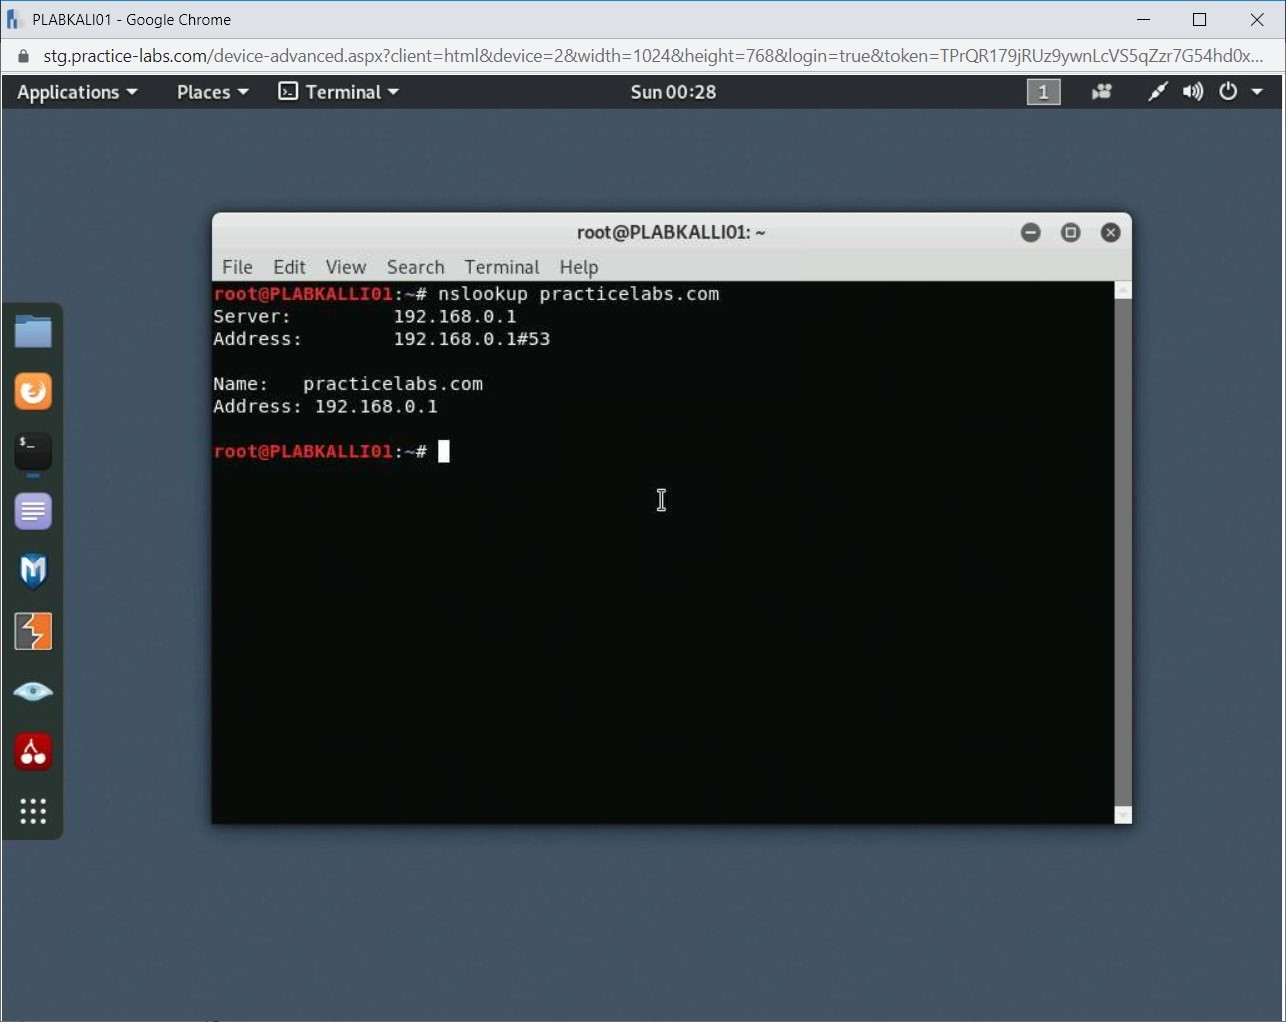 PLABKALI01 - Google Chrome
stg.practice-labs.com/device-advanced.aspx?client=html&device=2&width=1024&height=768&login=true&token=TPrQR179jRUz9ywnLcVS5qZzr7G54hd0x...
Applications Places Terminal Sun 00:28 1
root@PLABKALLI01: ~
File Edit View Search Terminal Help
root@PLABKALLI01:~# nslookup practicelabs.com
Server: 192.168.0.1
Address: 192.168.0.1#53
Name: practicelabs.com
Address: 192.168.0.1
root@PLABKALLI01:~#
$_